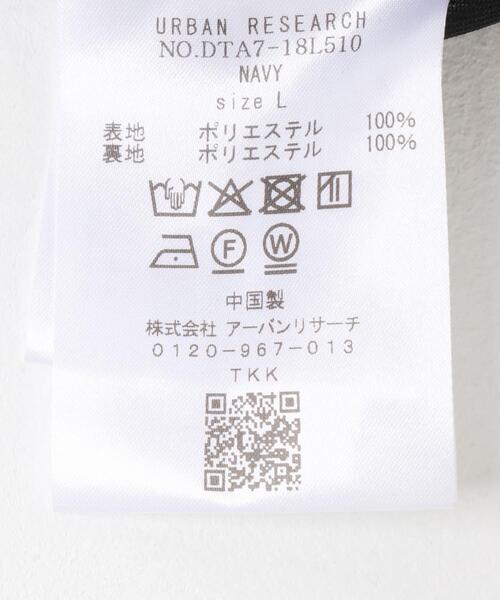 URBAN RESEARCH
NO.DTA7-18L510
NAVY
size L
表地 ポリエステル 100%
裏地 ポリエステル 100%
F W
中国製
株式会社 アーバンリサーチ
0120-967-013
TKK